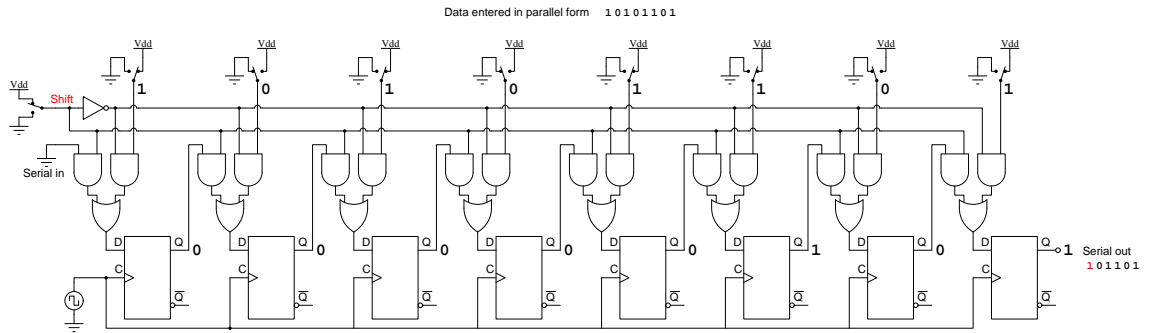 Data entered in parallel form 1 0 1 0 1 1 0 1
Vdd Vdd Vdd Vdd Vdd Vdd Vdd Vdd
Vdd
1 0 1 0 1 1 0 1
Shift
Serial in
D Q D Q D Q D Q D Q D Q D Q D Q
0 0 0 0 0 1 0 1 Serial out
1 0 1 1 0 1
C C C C C C C C
Q Q Q Q Q Q Q Q